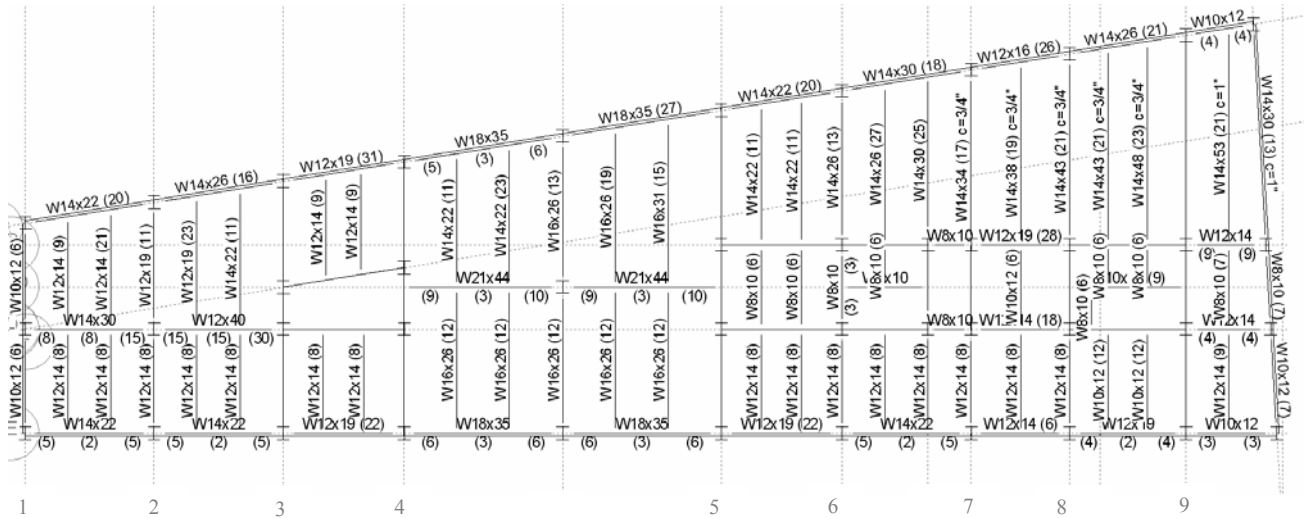 W10x12
(4) (4)
W14x26 (21)
W12x16 (26)
W14x30 (18)
W14x22 (20)
W18x35 (27)
W18x35
(5) (3) (6)
W12x19 (31)
W14x26 (16)
W14x22 (20)
W10x12 (6)
W12x14 (9)
W12x14 (21)
W12x19 (11)
W12x19 (23)
W14x22 (11)
W12x14 (9)
W12x14 (9)
W14x22 (11)
W14x22 (23)
W16x26 (13)
W16x26 (19)
W16x31 (15)
W14x22 (11)
W14x22 (11)
W14x26 (13)
W14x26 (27)
W14x30 (25)
W14x34 (17) c=3/4"
W14x38 (19) c=3/4"
W14x43 (21) c=3/4"
W14x43 (21) c=3/4"
W14x48 (23) c=3/4"
W14x53 (21) c=1"
W14x30 (13) c=1"
W8x10
W12x19 (28)
W12x14
(9) (9)
W21x44
(9) (3) (10)
W21x44
(9) (3) (10)
W8x10 (6)
W8x10 (6)
W8x10
(3)
(3)
W8x10 (6)
W10x12 (6)
W8x10 (6)
W8x10 (6)
W8x10 (6)
(9)
W8x10 (7)
W8x10 (7)
W14x30
(8) (8) (15)
W12x40
(15) (15) (30)
W8x10
(18)
W12x14
(4) (4)
W10x12 (6)
W12x14 (8)
W12x14 (8)
W12x14 (8)
W12x14 (8)
W12x14 (8)
W12x14 (8)
W12x14 (8)
W16x26 (12)
W16x26 (12)
W16x26 (12)
W16x26 (12)
W16x26 (12)
W12x14 (8)
W12x14 (8)
W12x14 (8)
W12x14 (8)
W12x14 (8)
W12x14 (8)
W12x14 (8)
W12x14 (8)
W10x12 (12)
W10x12 (12)
W12x14 (9)
W10x12 (7)
W14x22
(5) (2) (5)
W14x22
(5) (2) (5)
W12x19 (22)
W18x35
(6) (3) (6)
W18x35
(6) (3) (6)
W12x19 (22)
W14x22
(5) (2) (5)
W12x14 (6)
W12x19
(4) (2) (4)
W10x12
(3) (3)
1 2 3 4 5 6 7 8 9